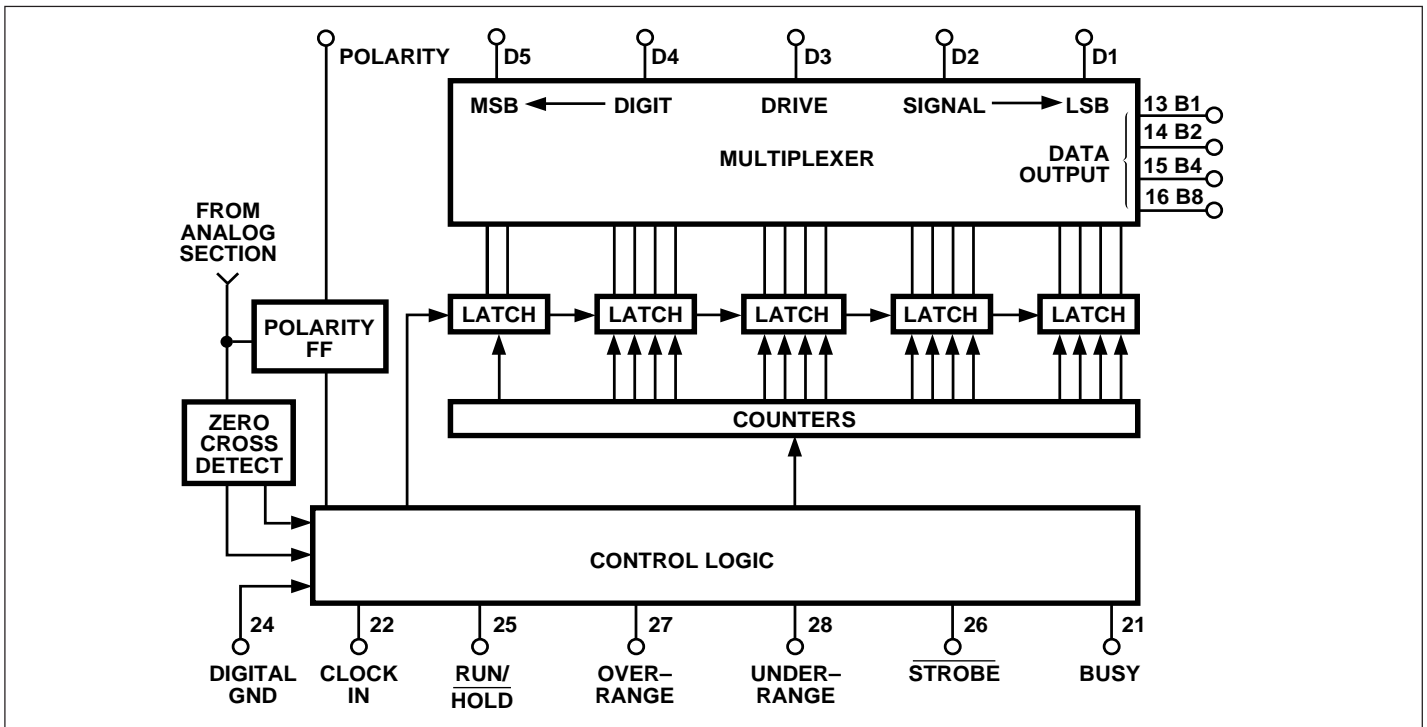 POLARITY
D5
D4
D3
D2
D1
MSB DIGIT DRIVE SIGNAL LSB
MULTIPLEXER
DATA
OUTPUT
13 B1
14 B2
15 B4
16 B8
FROM
ANALOG
SECTION
POLARITY
FF
LATCH
LATCH
LATCH
LATCH
LATCH
ZERO
CROSS
DETECT
COUNTERS
CONTROL LOGIC
24
DIGITAL
GND
22
CLOCK
IN
25
RUN/
HOLD
27
OVER–
RANGE
28
UNDER–
RANGE
26
STROBE
21
BUSY